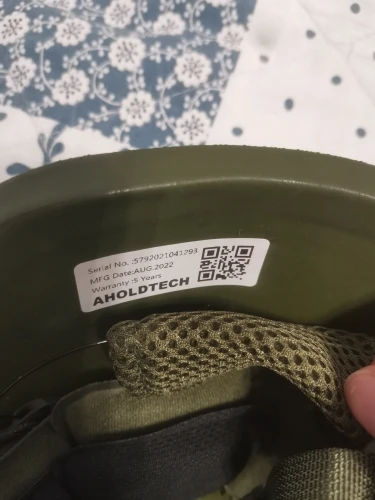 Serial No. :5792021041293
MFG Date:AUG.2022
Warranty :5 Years
AHOLDTECH